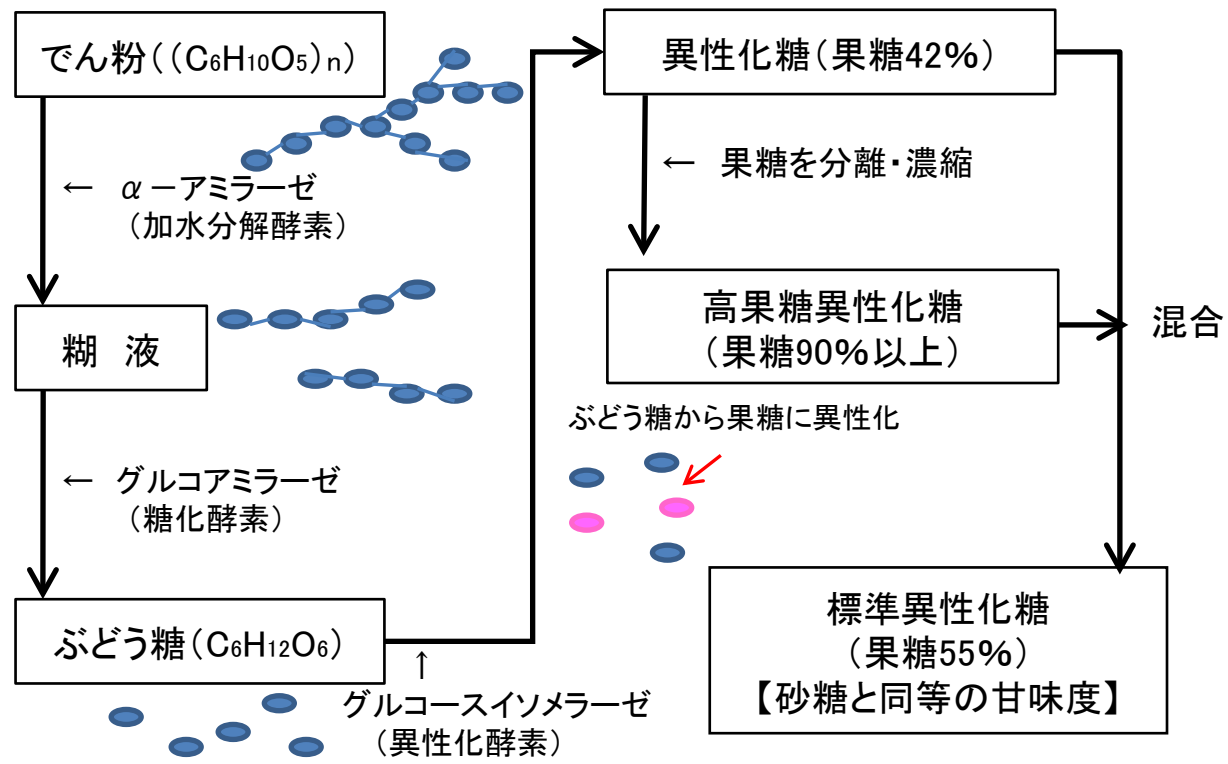 でん粉((C₆H₁₀O₅)n)
← α-アミラーゼ
(加水分解酵素)
糊 液
← グルコアミラーゼ
(糖化酵素)
ぶどう糖(C₆H₁₂O₆)
↑
グルコースイソメラーゼ
(異性化酵素)
異性化糖(果糖42%)
← 果糖を分離・濃縮
高果糖異性化糖
(果糖90%以上)
混合
ぶどう糖から果糖に異性化
標準異性化糖
(果糖55%)
【砂糖と同等の甘味度】